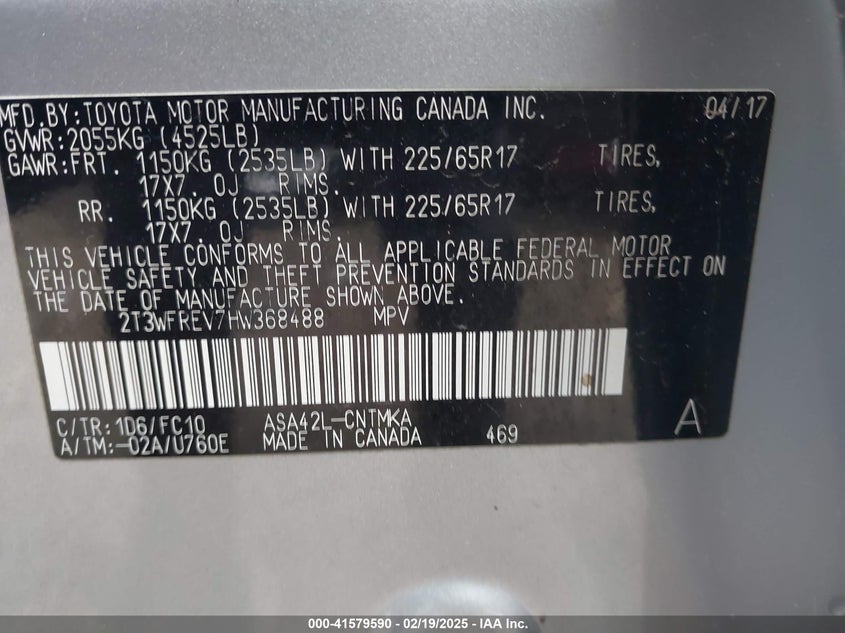 MFD.BY:TOYOTA MOTOR MANUFACTURING CANADA INC. 04/17
GVWR:2055KG (4525LB)
GAWR:FRT. 1150KG (2535LB) WITH 225/65R17 TIRES,
17X7. 0J RIMS.
RR. 1150KG (2535LB) WITH 225/65R17 TIRES,
17X7. 0J RIMS.
THIS VEHICLE CONFORMS TO ALL APPLICABLE FEDERAL MOTOR
VEHICLE SAFETY AND THEFT PREVENTION STANDARDS IN EFFECT ON
THE DATE OF MANUFACTURE SHOWN ABOVE.
2T3WFREV7HW368488 MPV
C/TR:1D6/FC10 ASA42L-CNTMKA
A/TM:-02A/U760E MADE IN CANADA 469 A
000-41579590 - 02/19/2025 - IAA Inc.